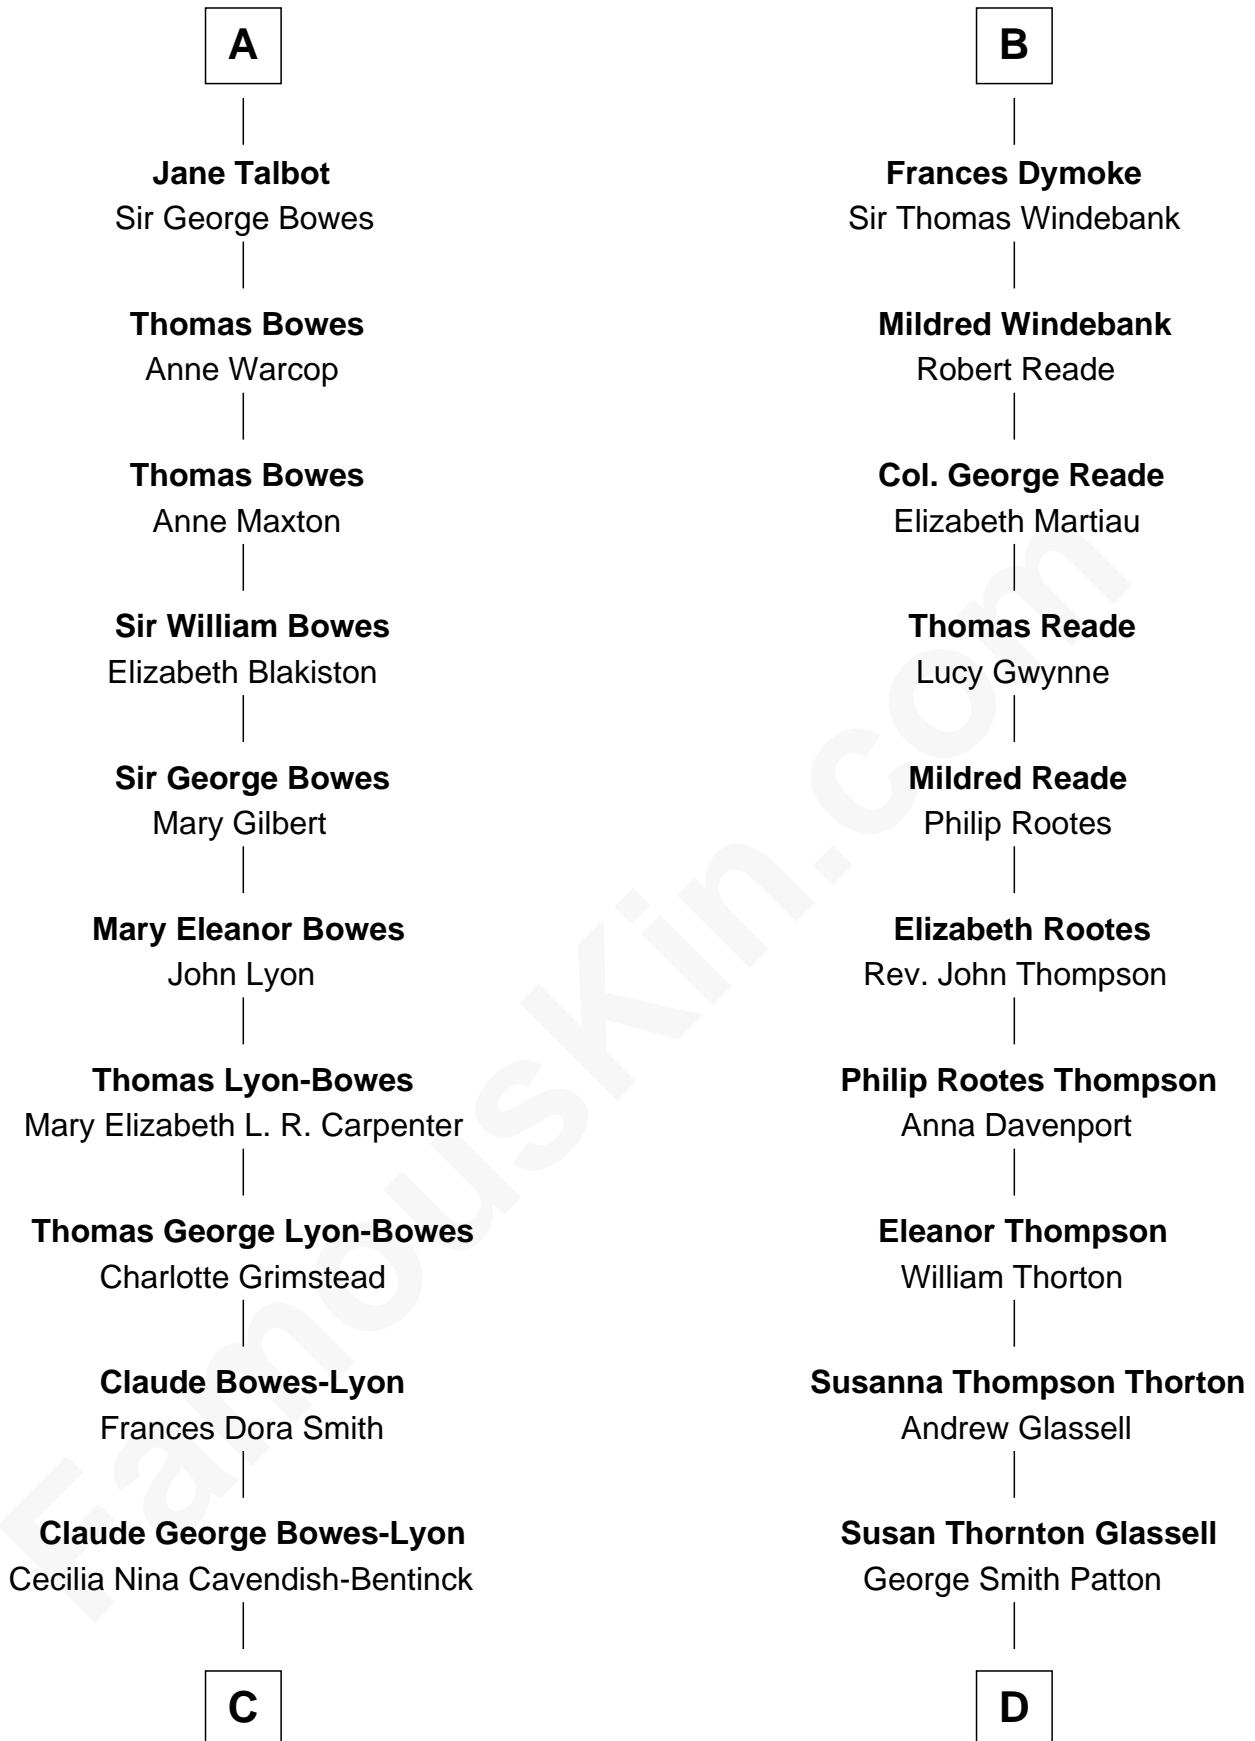 A
Jane Talbot
Sir George Bowes
Thomas Bowes
Anne Warcop
Thomas Bowes
Anne Maxton
Sir William Bowes
Elizabeth Blakiston
Sir George Bowes
Mary Gilbert
Mary Eleanor Bowes
John Lyon
Thomas Lyon-Bowes
Mary Elizabeth L. R. Carpenter
Thomas George Lyon-Bowes
Charlotte Grimstead
Claude Bowes-Lyon
Frances Dora Smith
Claude George Bowes-Lyon
Cecilia Nina Cavendish-Bentinck
C
B
Frances Dymoke
Sir Thomas Windebank
Mildred Windebank
Robert Reade
Col. George Reade
Elizabeth Martiau
Thomas Reade
Lucy Gwynne
Mildred Reade
Philip Rootes
Elizabeth Rootes
Rev. John Thompson
Philip Rootes Thompson
Anna Davenport
Eleanor Thompson
William Thorton
Susanna Thompson Thorton
Andrew Glassell
Susan Thornton Glassell
George Smith Patton
D
FamousKin.com